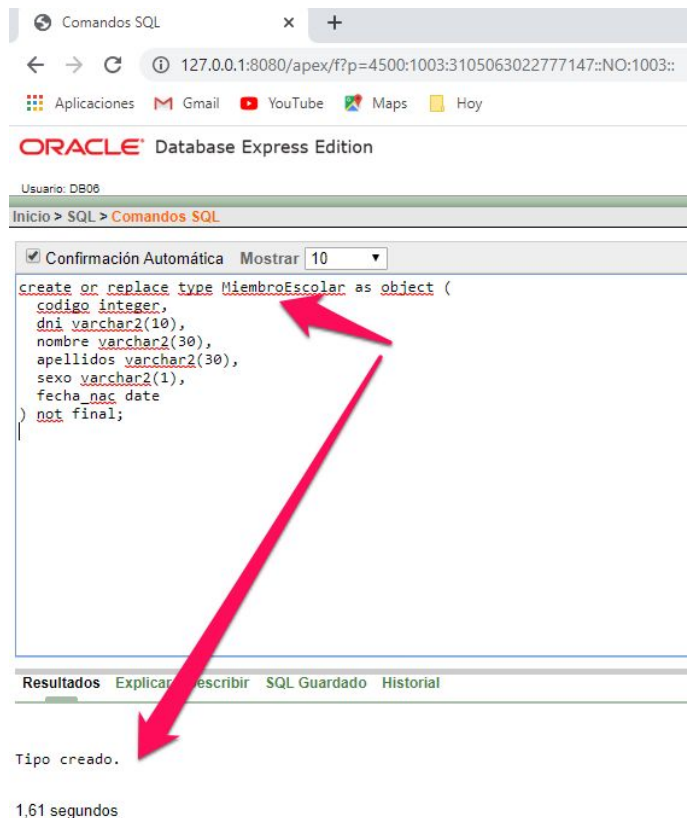 Comandos SQL
127.0.0.1:8080/apex/f?p=4500:1003:3105063022777147::NO:1003::
Aplicaciones Gmail YouTube Maps Hoy
ORACLE Database Express Edition
Usuario: DB06
Inicio > SQL > Comandos SQL
Confirmación Automática Mostrar 10
create or replace type MiembroEscolar as object (
codigo integer,
dni varchar2(10),
nombre varchar2(30),
apellidos varchar2(30),
sexo varchar2(1),
fecha_nac date
) not final;
Resultados Explicar Describir SQL Guardado Historial
Tipo creado.
1,61 segundos